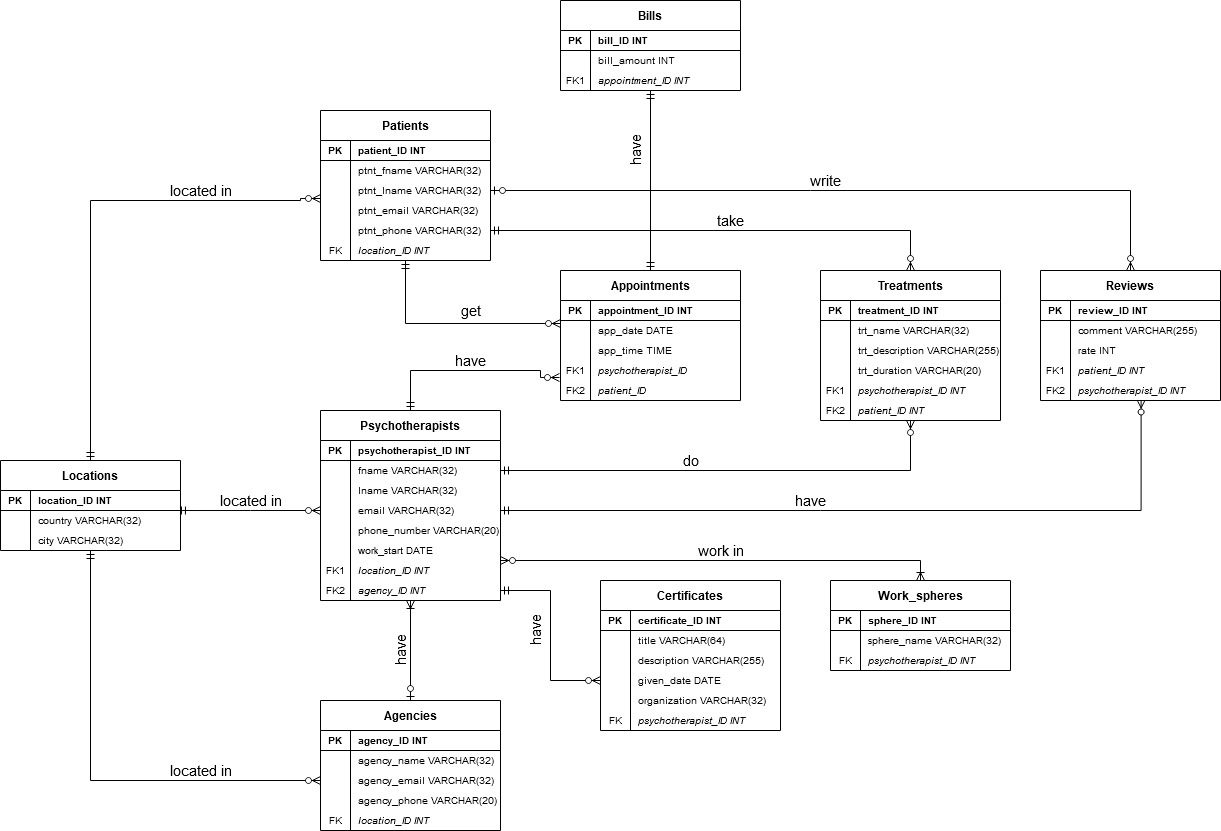 Bills
PK bill_ID INT
bill_amount INT
FK1 appointment_ID INT
have
Patients
PK patient_ID INT
ptnt_fname VARCHAR(32)
ptnt_lname VARCHAR(32)
ptnt_email VARCHAR(32)
ptnt_phone VARCHAR(32)
FK location_ID INT
located in
write
take
get
have
Appointments
PK appointment_ID INT
app_date DATE
app_time TIME
FK1 psychotherapist_ID
FK2 patient_ID
Treatments
PK treatment_ID INT
trt_name VARCHAR(32)
trt_description VARCHAR(255)
trt_duration VARCHAR(20)
FK1 psychotherapist_ID INT
FK2 patient_ID INT
Reviews
PK review_ID INT
comment VARCHAR(255)
rate INT
FK1 patient_ID INT
FK2 psychotherapist_ID INT
Psychotherapists
PK psychotherapist_ID INT
fname VARCHAR(32)
lname VARCHAR(32)
email VARCHAR(32)
phone_number VARCHAR(20)
work_start DATE
FK1 location_ID INT
FK2 agency_ID INT
do
have
work in
Locations
PK location_ID INT
country VARCHAR(32)
city VARCHAR(32)
located in
have
have
Certificates
PK certificate_ID INT
title VARCHAR(64)
description VARCHAR(255)
given_date DATE
organization VARCHAR(32)
FK psychotherapist_ID INT
Work_spheres
PK sphere_ID INT
sphere_name VARCHAR(32)
FK psychotherapist_ID INT
Agencies
PK agency_ID INT
agency_name VARCHAR(32)
agency_email VARCHAR(32)
agency_phone VARCHAR(20)
FK location_ID INT
located in